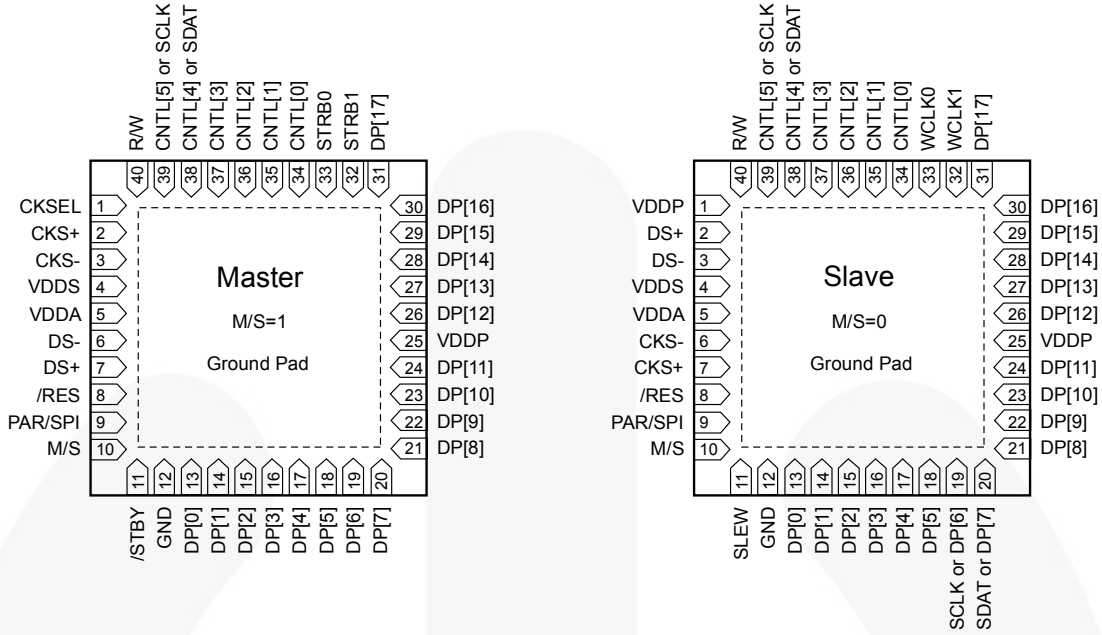 CNTL[5] or SCLK
CNTL[4] or SDAT
R/W
CNTL[3]
CNTL[2]
CNTL[1]
CNTL[0]
STRB0
STRB1
DP[17]
40
39
38
37
36
35
34
33
32
31
CKSEL 1
CKS+ 2
CKS- 3
VDDS 4
VDDA 5
DS- 6
DS+ 7
/RES 8
PAR/SPI 9
M/S 10
Master
M/S=1
Ground Pad
30 DP[16]
29 DP[15]
28 DP[14]
27 DP[13]
26 DP[12]
25 VDDP
24 DP[11]
23 DP[10]
22 DP[9]
21 DP[8]
11
12
13
14
15
16
17
18
19
20
/STBY
GND
DP[0]
DP[1]
DP[2]
DP[3]
DP[4]
DP[5]
DP[6]
DP[7]
R/W
CNTL[5] or SCLK
CNTL[4] or SDAT
CNTL[3]
CNTL[2]
CNTL[1]
CNTL[0]
WCLK0
WCLK1
DP[17]
40
39
38
37
36
35
34
33
32
31
VDDP 1
DS+ 2
DS- 3
VDDS 4
VDDA 5
CKS- 6
CKS+ 7
/RES 8
PAR/SPI 9
M/S 10
Slave
M/S=0
Ground Pad
30 DP[16]
29 DP[15]
28 DP[14]
27 DP[13]
26 DP[12]
25 VDDP
24 DP[11]
23 DP[10]
22 DP[9]
21 DP[8]
11
12
13
14
15
16
17
18
19
20
SLEW
GND
DP[0]
DP[1]
DP[2]
DP[3]
DP[4]
DP[5]
SCLK or DP[6]
SDAT or DP[7]